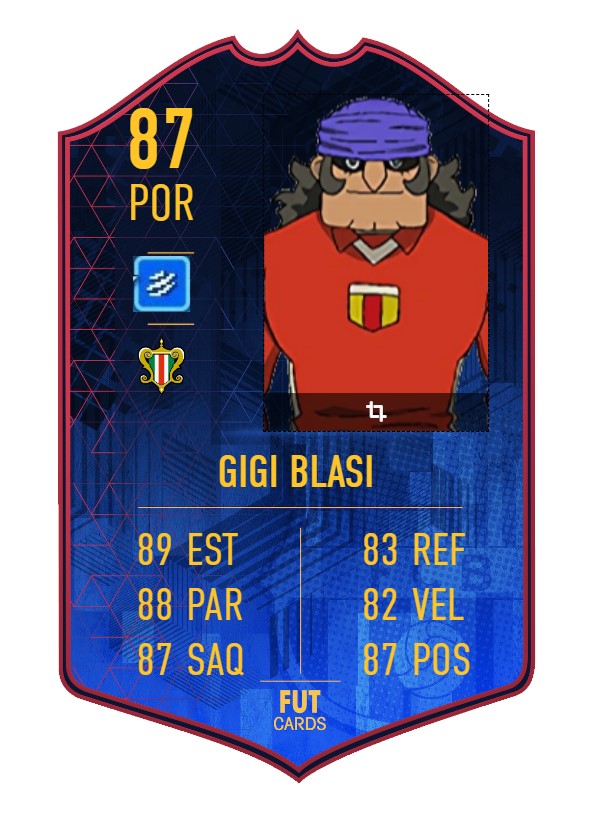 87
POR
GIGI BLASI
89 EST
88 PAR
87 SAQ
83 REF
82 VEL
87 POS
FUT
CARDS